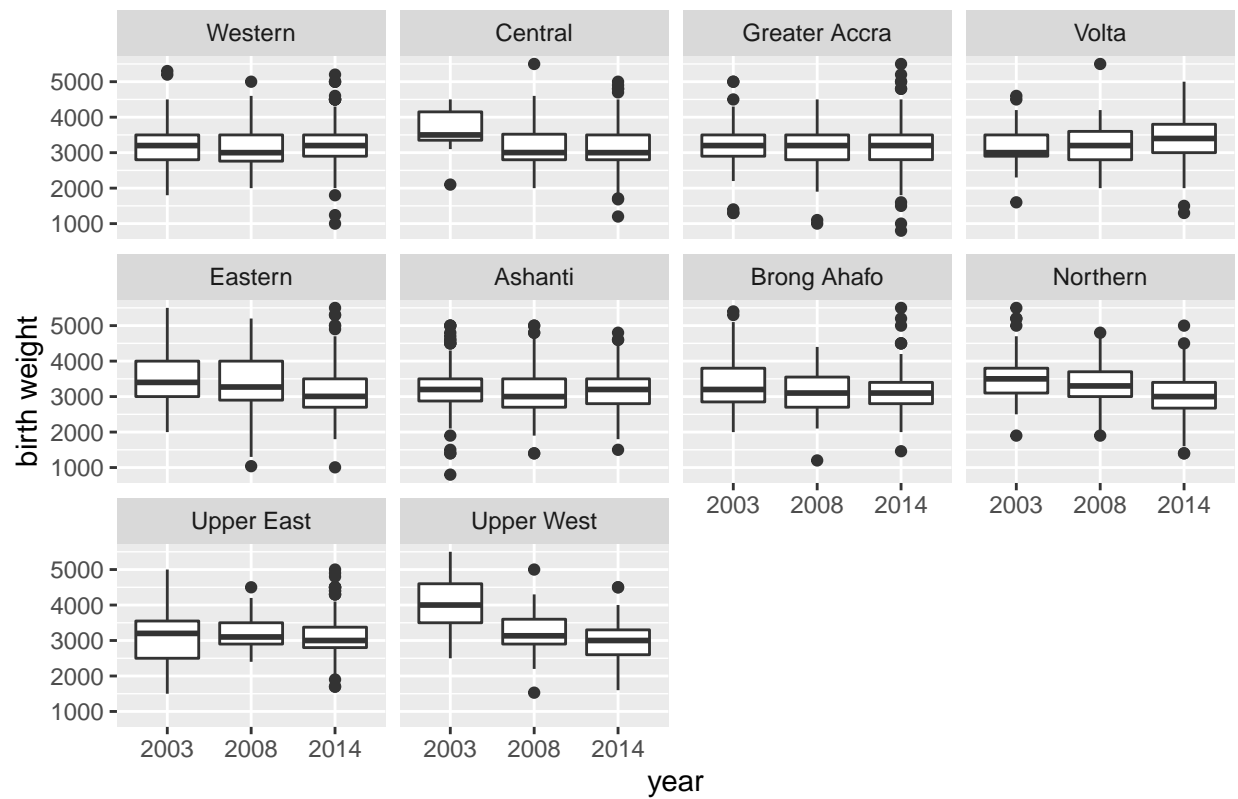 Western Central Greater Accra Volta
5000
4000
3000
2000
1000
Eastern Ashanti Brong Ahafo Northern
5000
4000
3000
2000
1000
birth weight
2003 2008 2014 2003 2008 2014
Upper East Upper West
5000
4000
3000
2000
1000
2003 2008 2014 2003 2008 2014
year